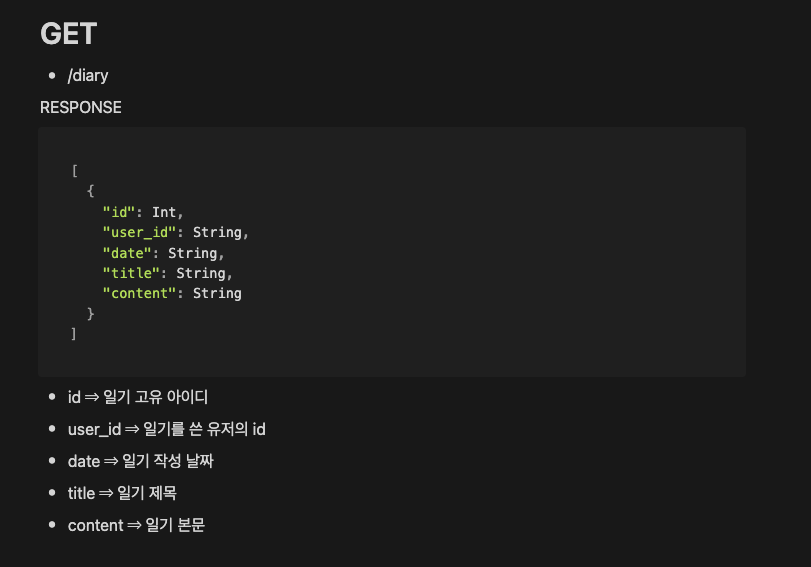 GET
• /diary
RESPONSE
[
  {
    "id": Int,
    "user_id": String,
    "date": String,
    "title": String,
    "content": String
  }
]
• id ⇒ 일기 고유 아이디
• user_id ⇒ 일기를 쓴 유저의 id
• date ⇒ 일기 작성 날짜
• title ⇒ 일기 제목
• content ⇒ 일기 본문